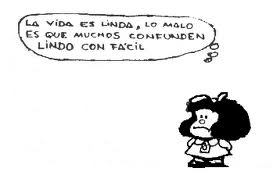 LA VIDA ES LINDA, LO MALO
ES QUE MUCHOS CONFUNDEN
LINDO CON FÁCIL